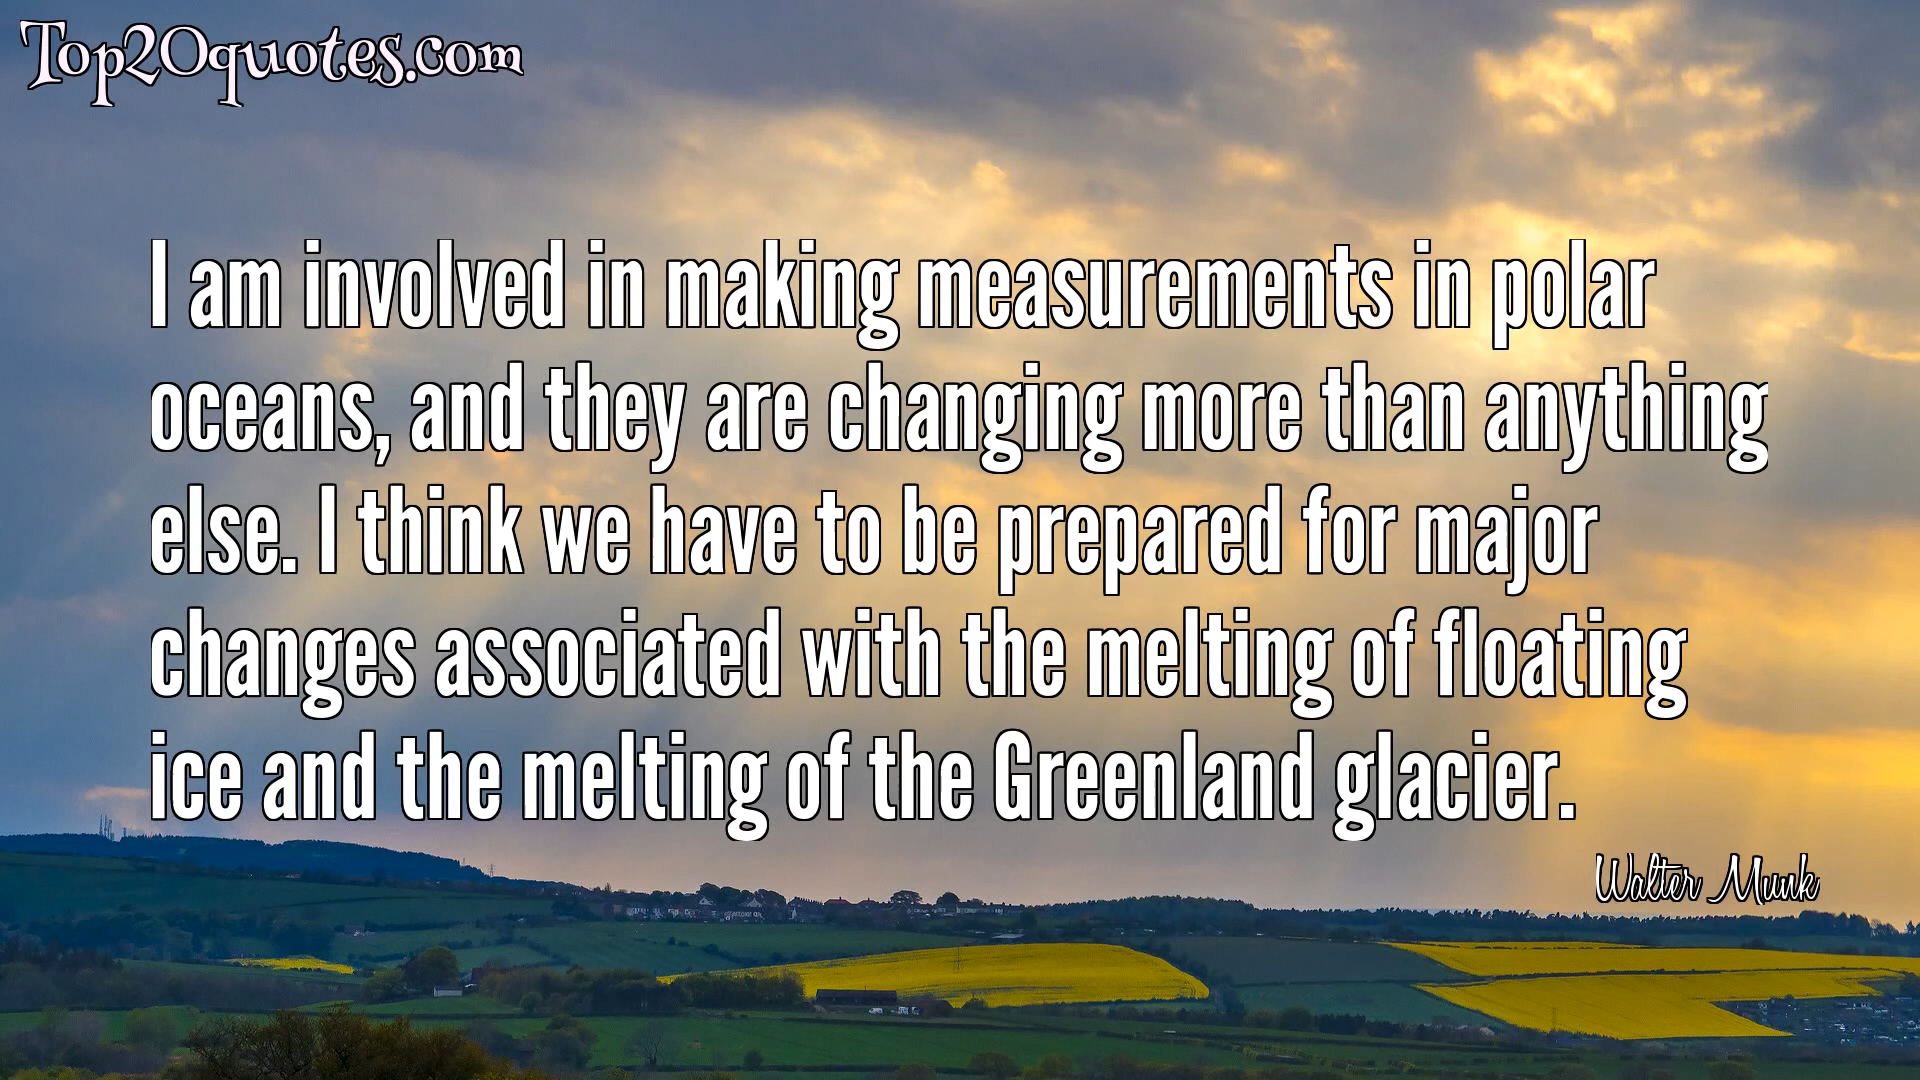 Top20quotes.com
I am involved in making measurements in polar
oceans, and they are changing more than anything
else. I think we have to be prepared for major
changes associated with the melting of floating
ice and the melting of the Greenland glacier.
Walter Munk